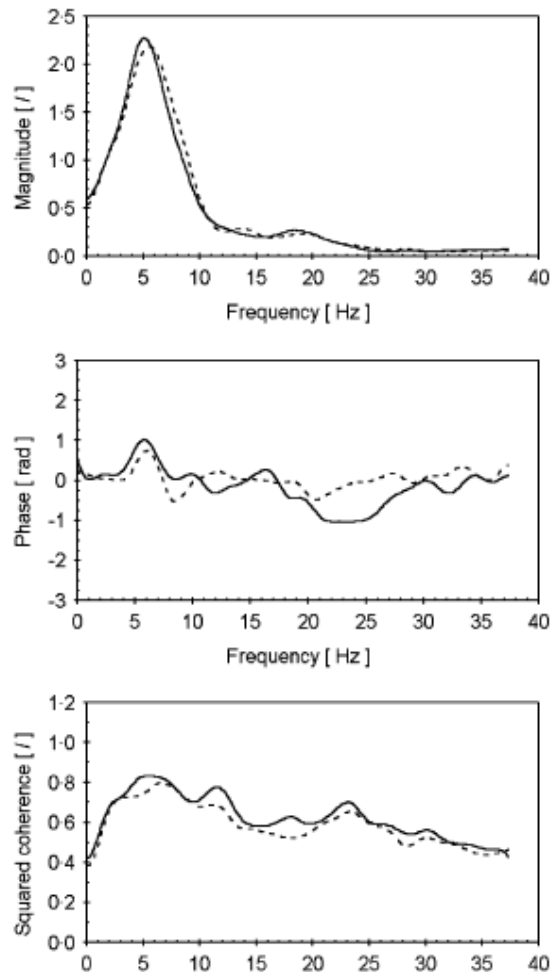 Magnitude [ / ]
2·5
2·0
1·5
1·0
0·5
0·0
0 5 10 15 20 25 30 35 40
Frequency [ Hz ]
Phase [ rad ]
3
2
1
0
-1
-2
-3
0 5 10 15 20 25 30 35 40
Frequency [ Hz ]
Squared coherence [ / ]
1·2
1·0
0·8
0·6
0·4
0·2
0·0
0 5 10 15 20 25 30 35 40